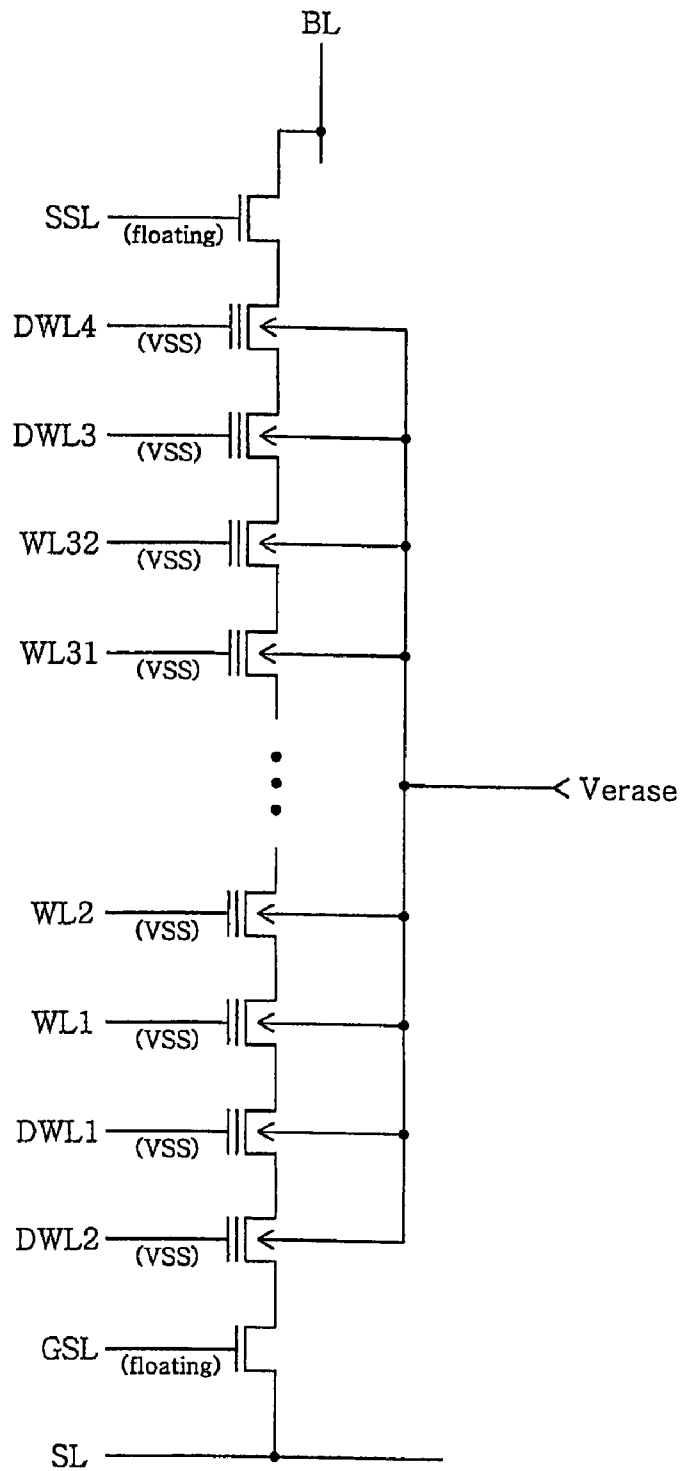 BL
SSL
(floating)
DWL4
(VSS)
DWL3
(VSS)
WL32
(VSS)
WL31
(VSS)
Verase
WL2
(VSS)
WL1
(VSS)
DWL1
(VSS)
DWL2
(VSS)
GSL
(floating)
SL